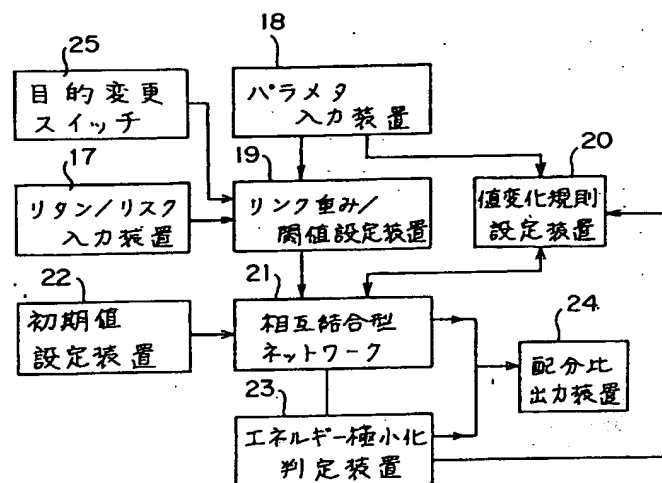 18
25
目的変更
スイッチ
パラメタ
入力装置
17
19
20
リタン/リスク
入力装置
リンク重み/
閾値設定装置
値変化規則
設定装置
22
21
初期値
設定装置
相互結合型
ネットワーク
24
配分比
出力装置
23
エネルギー極小化
判定装置